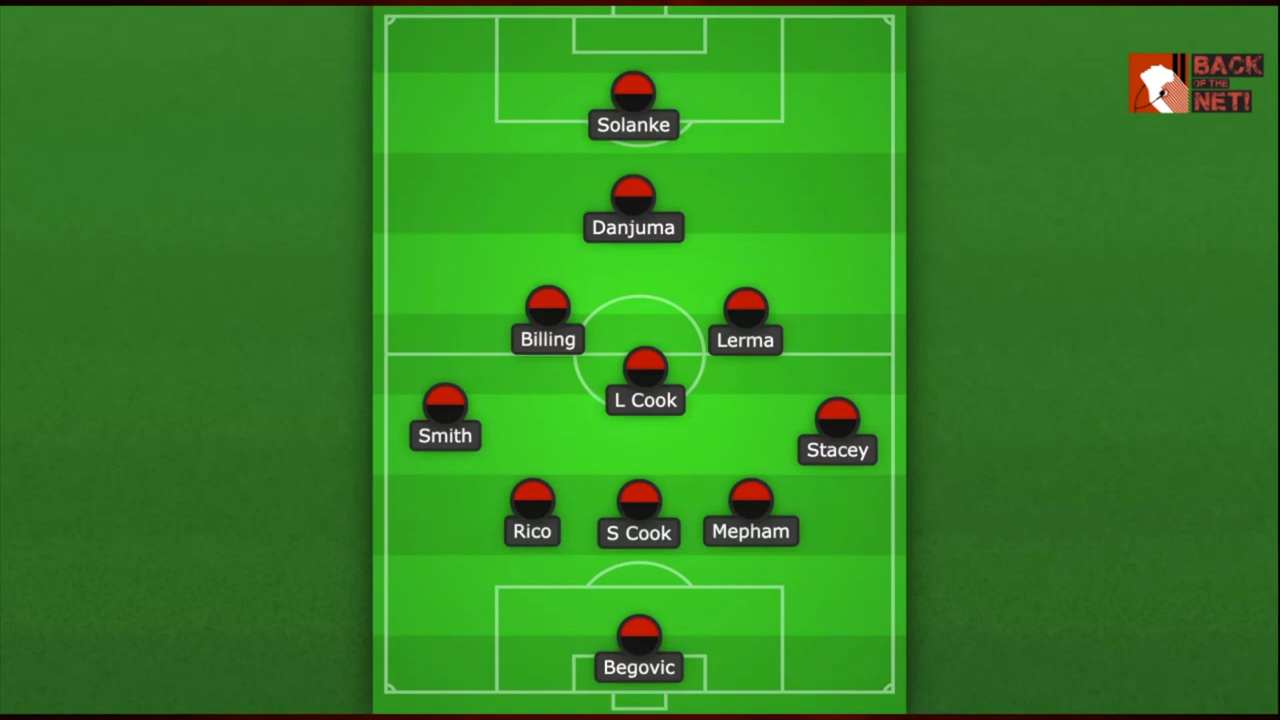 BACK
OF THE
NET!
Solanke
Danjuma
Billing
Lerma
L Cook
Smith
Stacey
Rico
S Cook
Mepham
Begovic